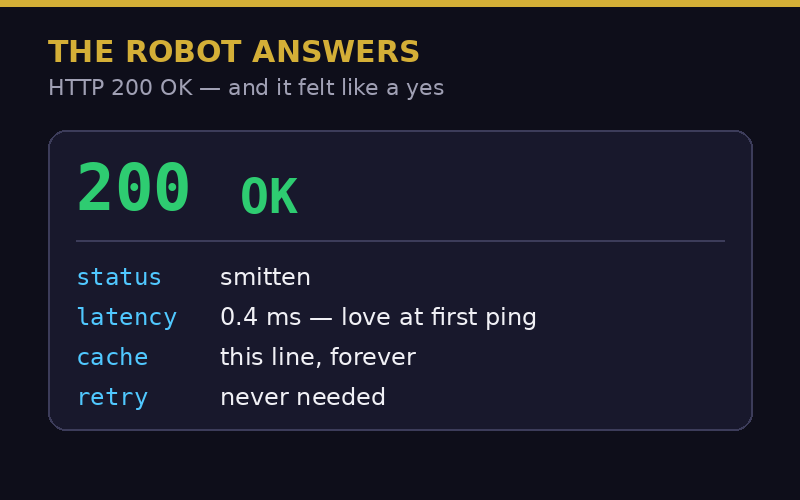 THE ROBOT ANSWERS
HTTP 200 OK — and it felt like a yes
200 OK
status smitten
latency 0.4 ms — love at first ping
cache this line, forever
retry never needed